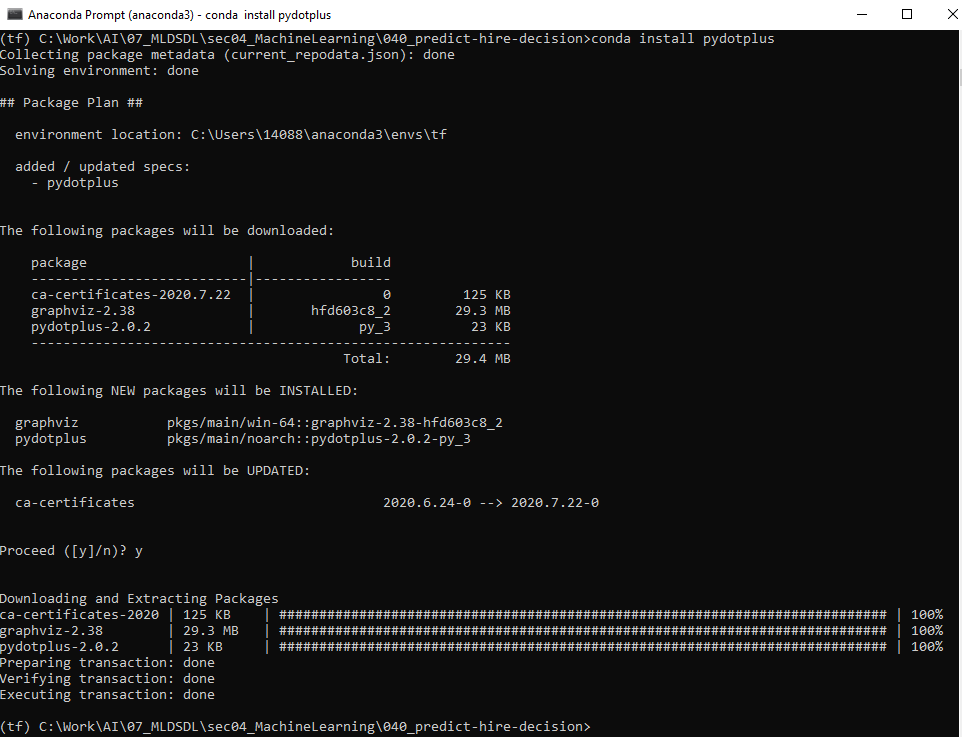 Anaconda Prompt (anaconda3) - conda  install pydotplus
(tf) C:\Work\AI\07_MLDSDL\sec04_MachineLearning\040_predict-hire-decision>conda install pydotplus
Collecting package metadata (current_repodata.json): done
Solving environment: done
## Package Plan ##
  environment location: C:\Users\14088\anaconda3\envs\tf
  added / updated specs:
    - pydotplus
The following packages will be downloaded:
    package                    |            build
    ---------------------------|-----------------
    ca-certificates-2020.7.22  |                0         125 KB
    graphviz-2.38              |       hfd603c8_2        29.3 MB
    pydotplus-2.0.2            |             py_3          23 KB
    ------------------------------------------------------------
                                           Total:        29.4 MB
The following NEW packages will be INSTALLED:
  graphviz           pkgs/main/win-64::graphviz-2.38-hfd603c8_2
  pydotplus          pkgs/main/noarch::pydotplus-2.0.2-py_3
The following packages will be UPDATED:
  ca-certificates                               2020.6.24-0 --> 2020.7.22-0
Proceed ([y]/n)? y
Downloading and Extracting Packages
ca-certificates-2020 | 125 KB    | ############################################################################ | 100%
graphviz-2.38        | 29.3 MB   | ############################################################################ | 100%
pydotplus-2.0.2      | 23 KB     | ############################################################################ | 100%
Preparing transaction: done
Verifying transaction: done
Executing transaction: done
(tf) C:\Work\AI\07_MLDSDL\sec04_MachineLearning\040_predict-hire-decision>